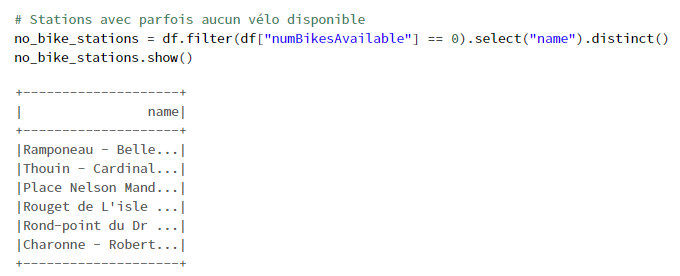 # Stations avec parfois aucun vélo disponible
no_bike_stations = df.filter(df["numBikesAvailable"] == 0).select("name").distinct()
no_bike_stations.show()
+--------------------+
|                name|
+--------------------+
|Ramponeau - Belle...|
|Thouin - Cardinal...|
|Place Nelson Mand...|
|Rouget de L'isle ...|
|Rond-point du Dr ...|
|Charonne - Robert...|
+--------------------+